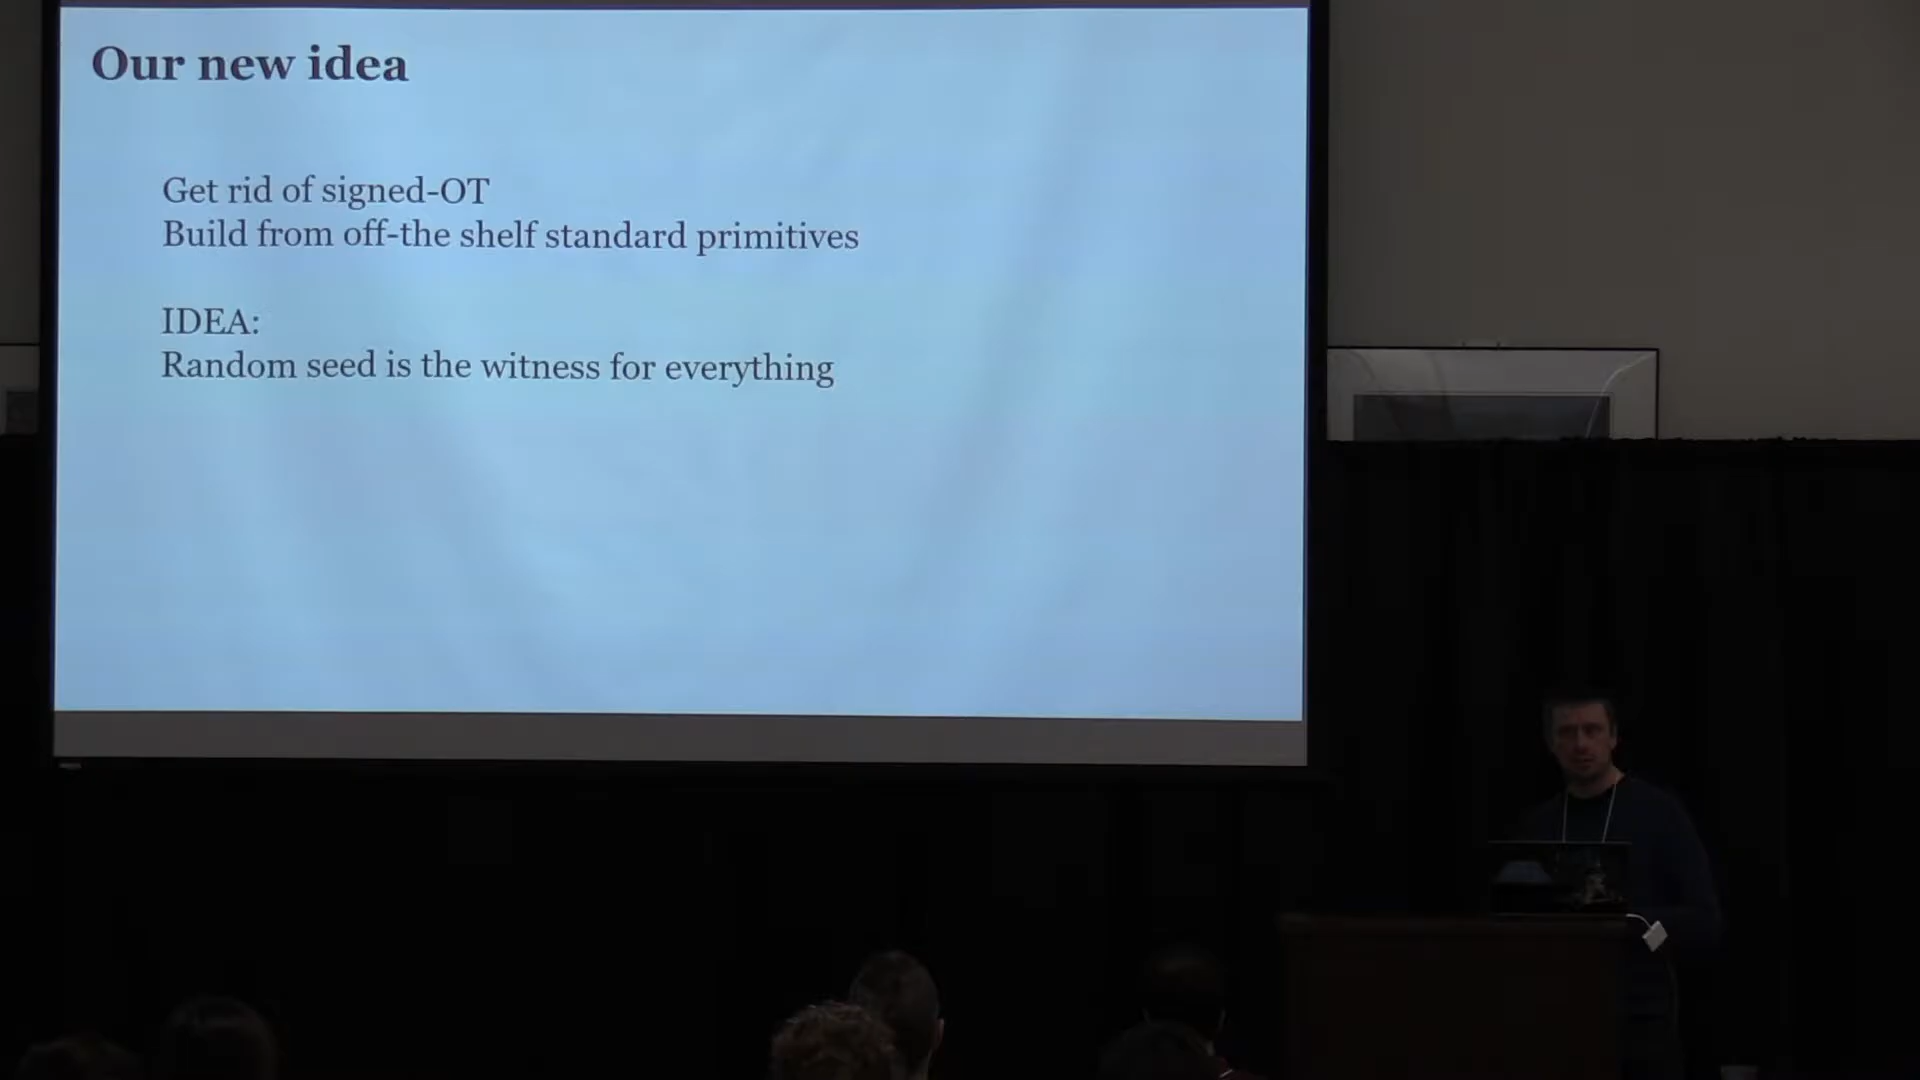 Our new idea
Get rid of signed-OT
Build from off-the shelf standard primitives
IDEA:
Random seed is the witness for everything